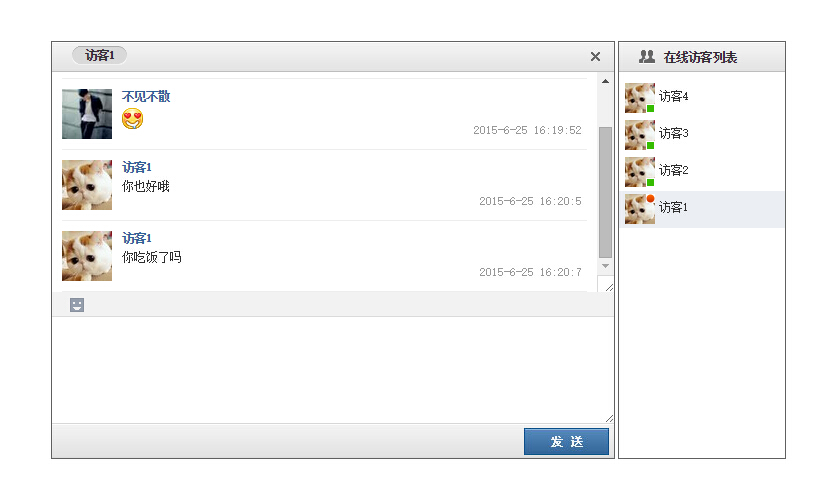 访客1
不见不散
2015-6-25 16:19:52
访客1
你也好哦
2015-6-25 16:20:5
访客1
你吃饭了吗
2015-6-25 16:20:7
发 送
在线访客列表
访客4
访客3
访客2
访客1